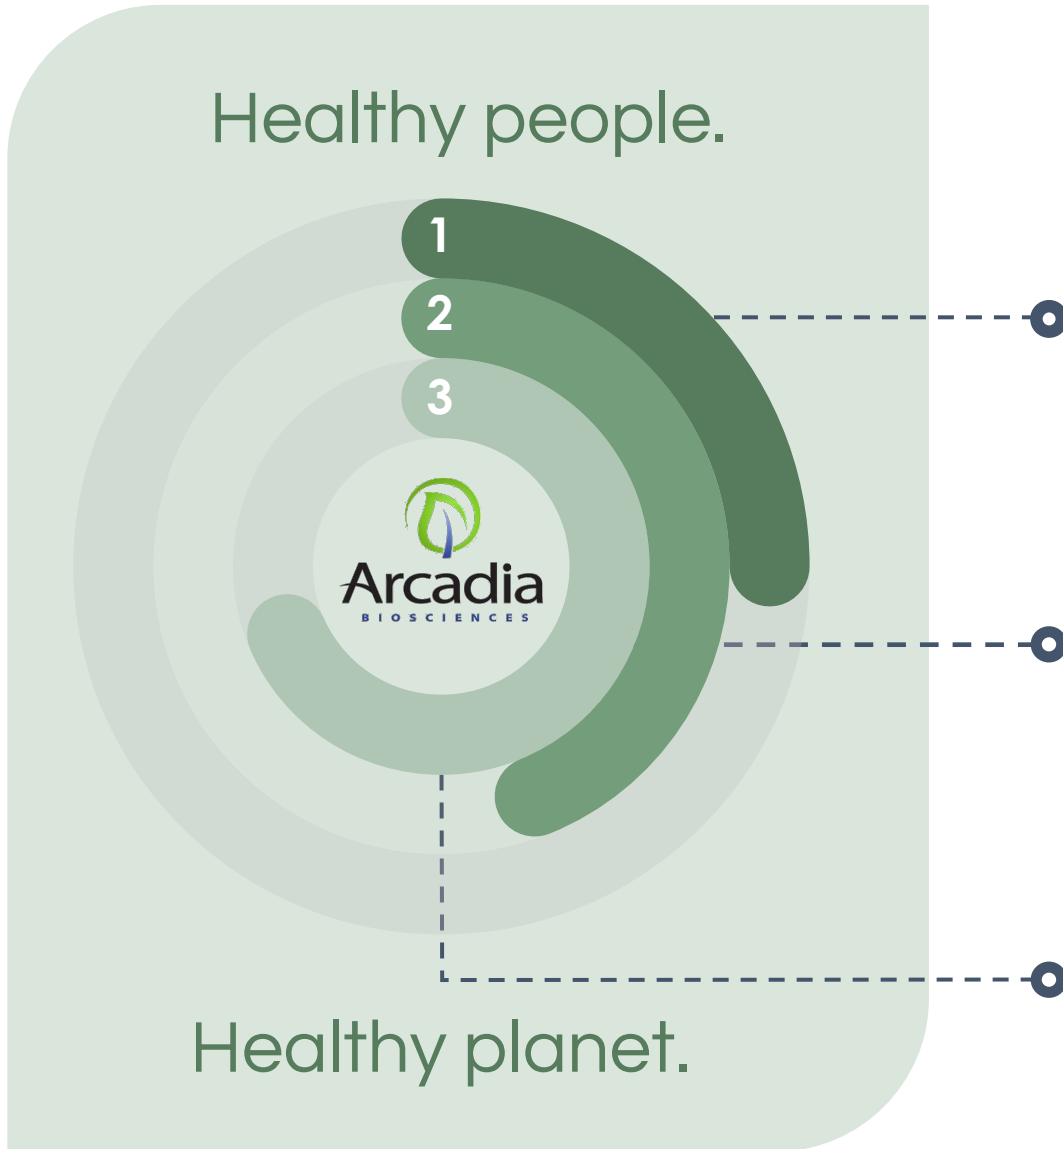 Healthy people.
1
2
3
Arcadia
BIOSCIENCES
Healthy planet.